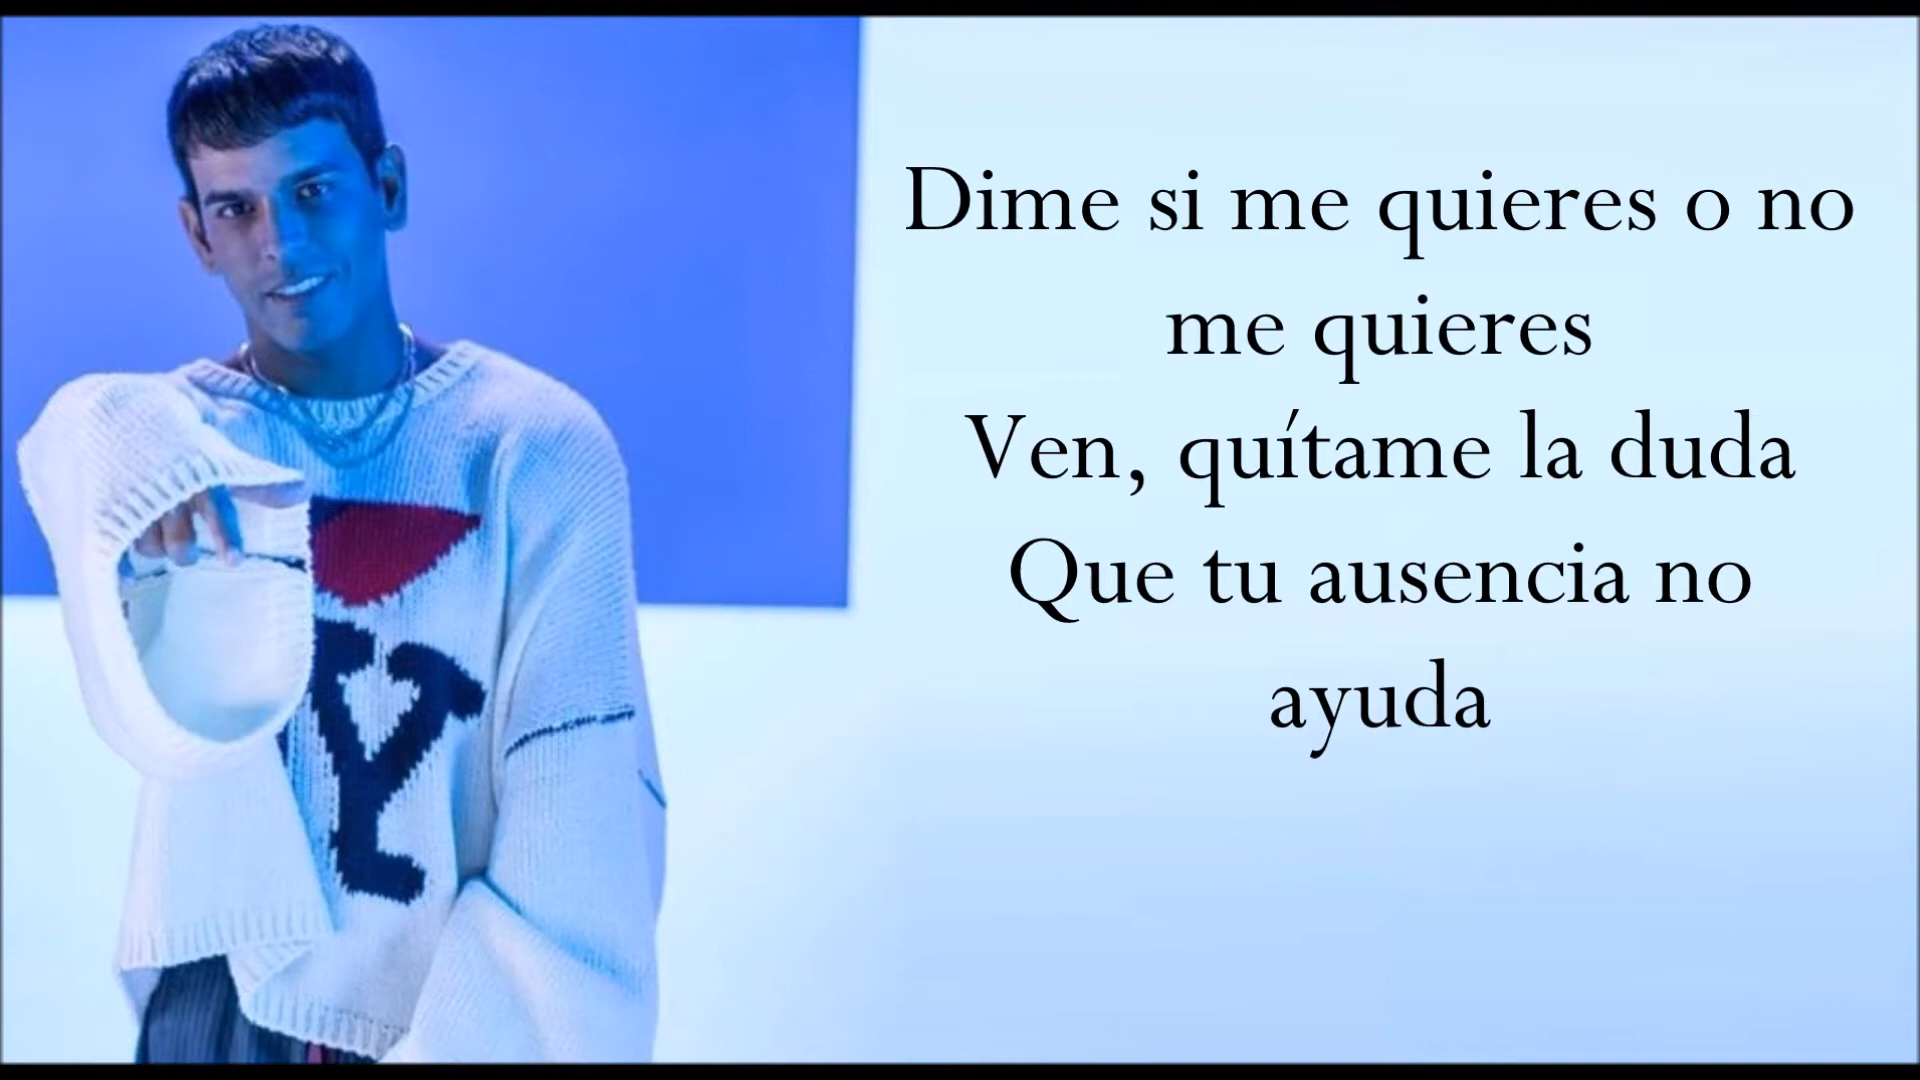 Dime si me quieres o no
me quieres
Ven, quítame la duda
Que tu ausencia no
ayuda